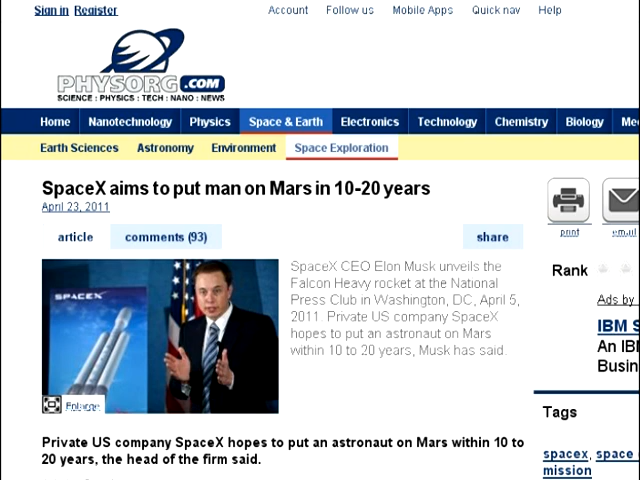 Sign in Register
Account Follow us Mobile Apps Quick nav Help
PHYSORG.COM
SCIENCE : PHYSICS : TECH : NANO : NEWS
Home Nanotechnology Physics Space & Earth Electronics Technology Chemistry Biology Me
Earth Sciences Astronomy Environment Space Exploration
SpaceX aims to put man on Mars in 10-20 years
April 23, 2011
print email
article comments (93) share
Rank
SPACEX
SpaceX CEO Elon Musk unveils the
Falcon Heavy rocket at the National
Press Club in Washington, DC, April 5,
2011. Private US company SpaceX
hopes to put an astronaut on Mars
within 10 to 20 years, Musk has said.
Enlarge
Ads by
IBM S
An IB
Busin
Tags
spacex, space
mission
Private US company SpaceX hopes to put an astronaut on Mars within 10 to
20 years, the head of the firm said.